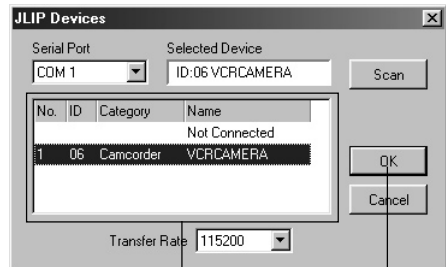 JLIP Devices
Serial Port Selected Device
COM 1 ID:06 VCRCAMERA Scan
No. ID Category Name
Not Connected
1 06 Camcorder VCRCAMERA
OK
Cancel
Transfer Rate 115200